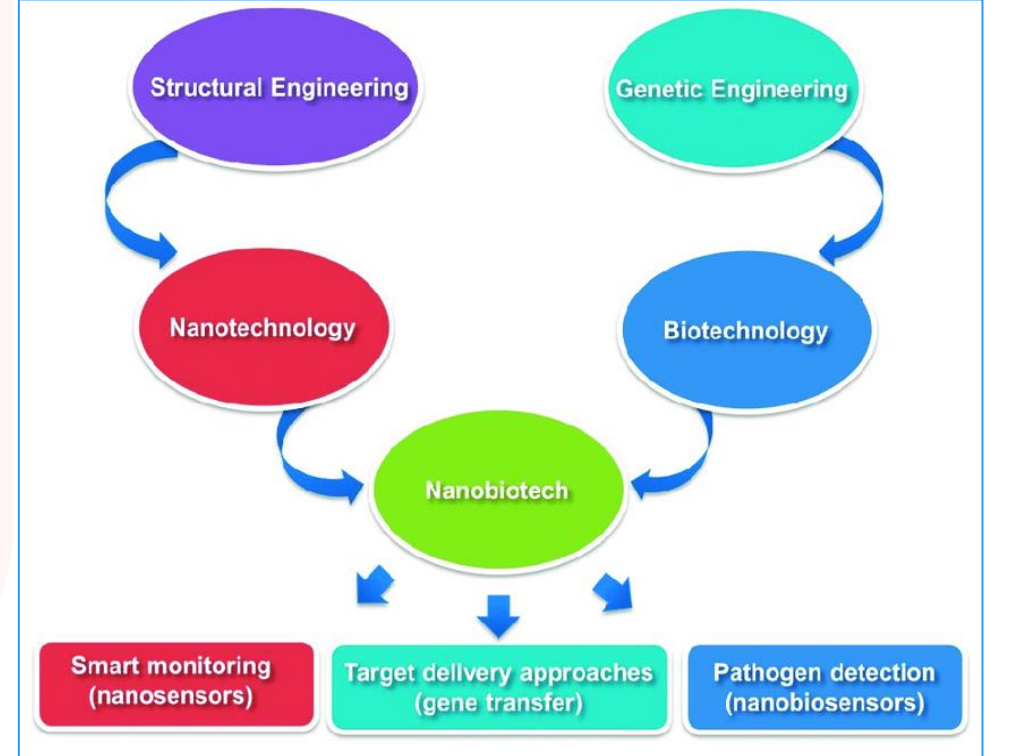 Structural Engineering
Genetic Engineering
Nanotechnology
Biotechnology
Nanobiotech
Smart monitoring
(nanosensors)
Target delivery approaches
(gene transfer)
Pathogen detection
(nanobiosensors)